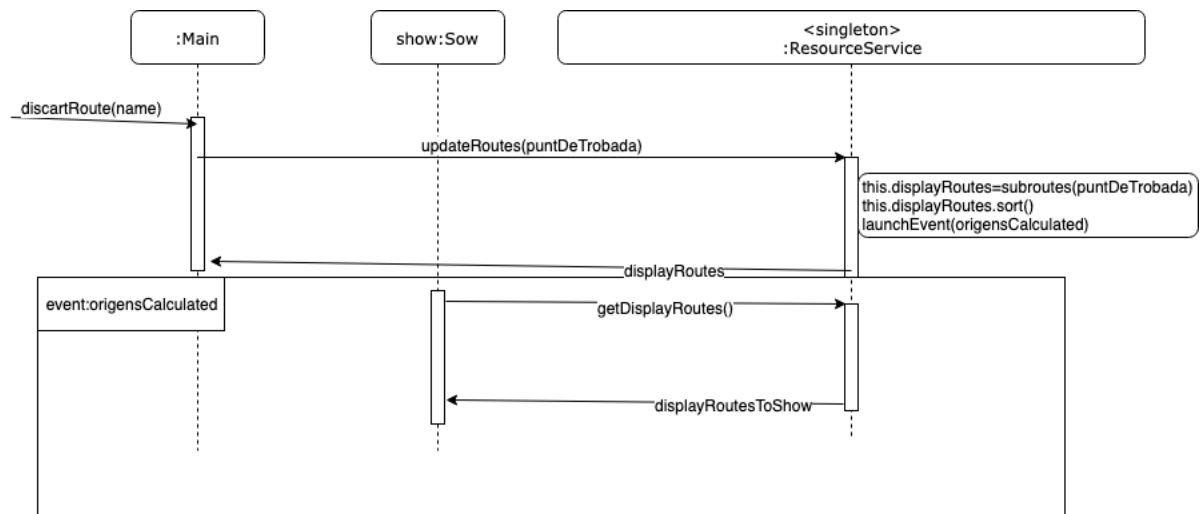 :Main
show:Sow
<singleton>
:ResourceService
discartRoute(name)
updateRoutes(puntDeTrobada)
this.displayRoutes=subroutes(puntDeTrobada)
this.displayRoutes.sort()
launchEvent(origensCalculated)
displayRoutes
event:origensCalculated
getDisplayRoutes()
displayRoutesToShow